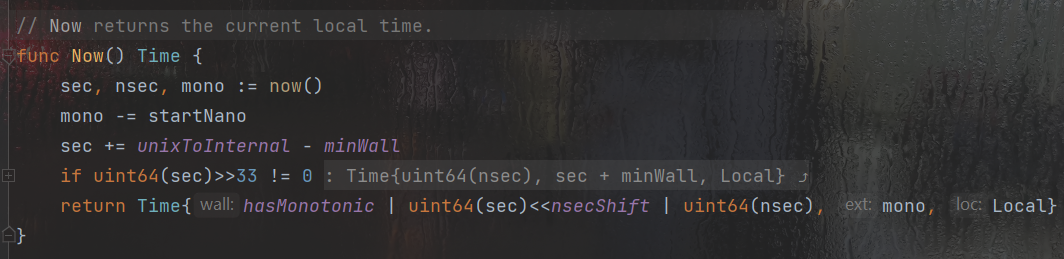 // Now returns the current local time.
func Now() Time {
sec, nsec, mono := now()
mono -= startNano
sec += unixToInternal - minWall
if uint64(sec)>>33 != 0 : Time{uint64(nsec), sec + minWall, Local}
return Time{ wall: hasMonotonic | uint64(sec)<<nsecShift | uint64(nsec), ext: mono, loc: Local}
}